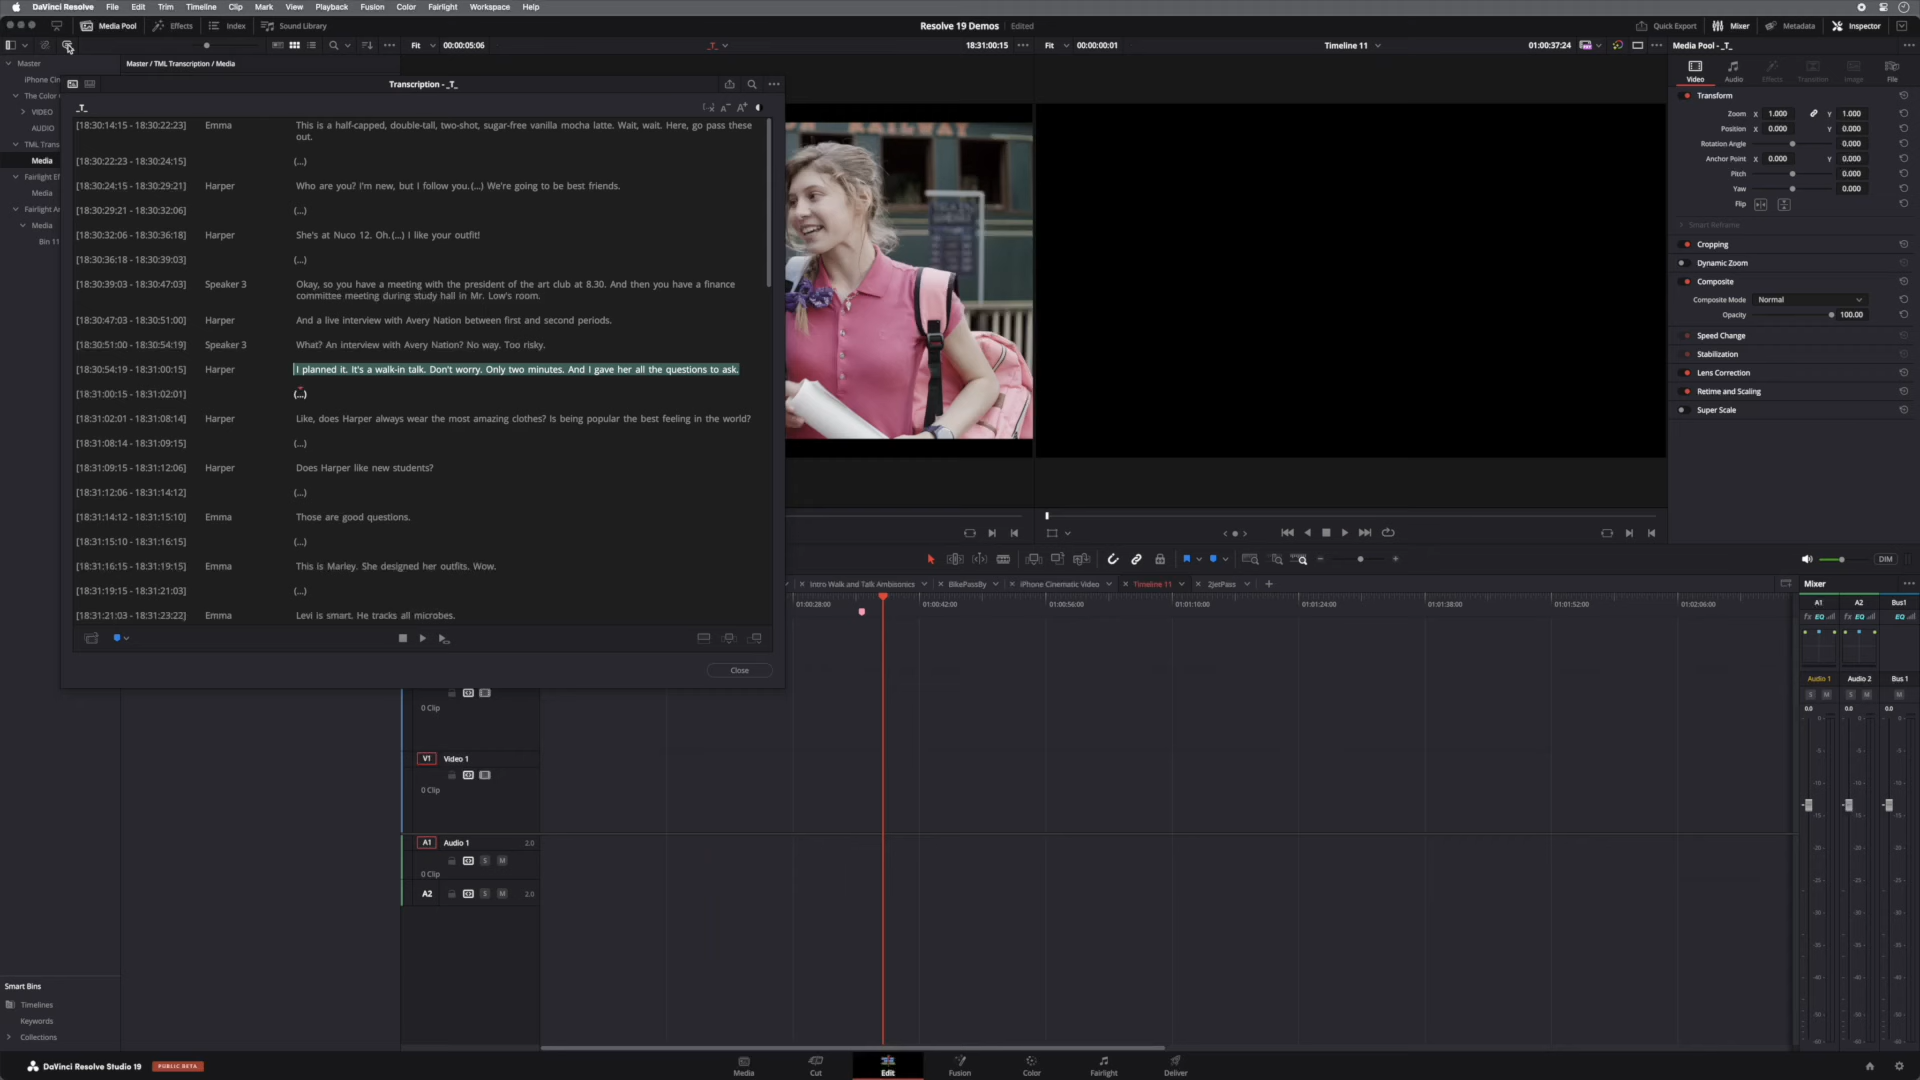 DaVinci Resolve File Edit Trim Timeline Clip Mark View Playback Fusion Color Fairlight Workspace Help
Media Pool Effects Index Sound Library Resolve 19 Demos Edited Quick Export Mixer Metadata Inspector
Fit 00:00:05:06 _T_ 18:31:00:15 Fit 00:00:00:01 Timeline 11 01:00:37:24 Media Pool - _T_
Master Master / TML Transcription / Media
iPhone Cin
The Color
VIDEO
AUDIO
TML Trans
Media
Fairlight Ef
Media
Fairlight A
Media
Bin 11
Transcription - _T_
_T_
[18:30:14:15 - 18:30:22:23] Emma This is a half-capped, double-tall, two-shot, sugar-free vanilla mocha latte. Wait, wait. Here, go pass these
out.
[18:30:22:23 - 18:30:24:15] (...)
[18:30:24:15 - 18:30:29:21] Harper Who are you? I'm new, but I follow you.(...) We're going to be best friends.
[18:30:29:21 - 18:30:32:06] (...)
[18:30:32:06 - 18:30:36:18] Harper She's at Nuco 12. Oh.(...) I like your outfit!
[18:30:36:18 - 18:30:39:03] (...)
[18:30:39:03 - 18:30:47:03] Speaker 3 Okay, so you have a meeting with the president of the art club at 8.30. And then you have a finance
committee meeting during study hall in Mr. Low's room.
[18:30:47:03 - 18:30:51:00] Harper And a live interview with Avery Nation between first and second periods.
[18:30:51:00 - 18:30:54:19] Speaker 3 What? An interview with Avery Nation? No way. Too risky.
[18:30:54:19 - 18:31:00:15] Harper I planned it. It's a walk-in talk. Don't worry. Only two minutes. And I gave her all the questions to ask.
[18:31:00:15 - 18:31:02:01] (...)
[18:31:02:01 - 18:31:08:14] Harper Like, does Harper always wear the most amazing clothes? Is being popular the best feeling in the world?
[18:31:08:14 - 18:31:09:15] (...)
[18:31:09:15 - 18:31:12:06] Harper Does Harper like new students?
[18:31:12:06 - 18:31:14:12] (...)
[18:31:14:12 - 18:31:15:10] Emma Those are good questions.
[18:31:15:10 - 18:31:16:15] (...)
[18:31:16:15 - 18:31:19:15] Emma This is Marley. She designed her outfits. Wow.
[18:31:19:15 - 18:31:21:03] (...)
[18:31:21:03 - 18:31:23:22] Emma Levi is smart. He tracks all microbes.
Close
RAILWAY
Video Audio Effects Transition Image File
Transform
Zoom X 1.000 Y 1.000
Position X 0.000 Y 0.000
Rotation Angle 0.000
Anchor Point X 0.000 Y 0.000
Pitch 0.000
Yaw 0.000
Flip
Smart Reframe
Cropping
Dynamic Zoom
Composite
Composite Mode Normal
Opacity 100.00
Speed Change
Stabilization
Lens Correction
Retime and Scaling
Super Scale
DIM
Intro Walk and Talk Ambisonics BikePassBy iPhone Cinematic Video Timeline 11 2JetPass
01:00:28:00 01:00:42:00 01:00:56:00 01:01:10:00 01:01:24:00 01:01:38:00 01:01:52:00 01:02:06:00
0 Clip
V1 Video 1
0 Clip
A1 Audio 1 2.0
S M
0 Clip
A2 S M 2.0
Mixer
A1 A2 Bus1
fx EQ fx EQ EQ
Audio 1 Audio 2 Bus 1
S M S M M
0.0 0.0 0.0
Smart Bins
Timelines
Keywords
Collections
DaVinci Resolve Studio 19 PUBLIC BETA
Media Cut Edit Fusion Color Fairlight Deliver